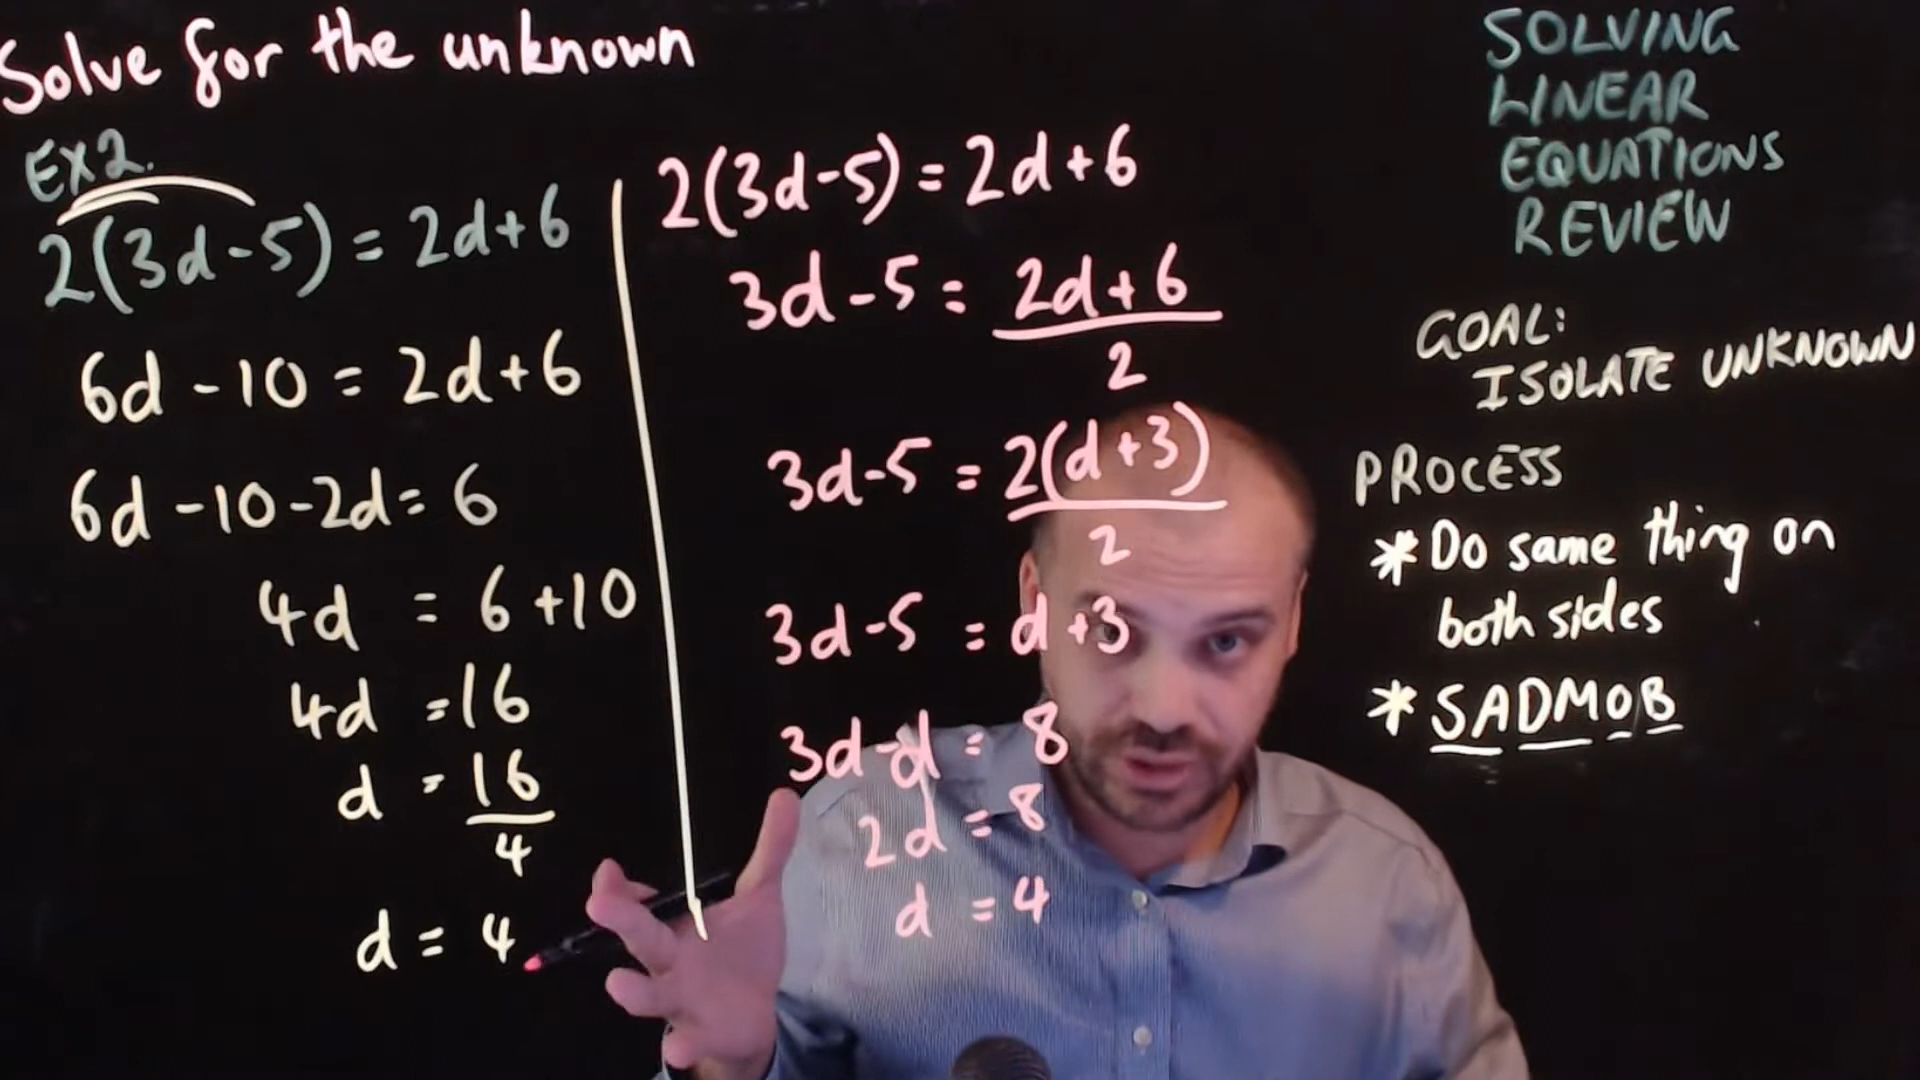 Solve for the unknown
EX2.
2(3d-5) = 2d+6
6d - 10 = 2d+6
6d -10 -2d = 6
4d = 6 +10
4d = 16
d = 16
4
d = 4
2(3d-5) = 2d+6
3d - 5 = 2d+6
2
3d-5 = 2(d+3)
2
3d-5 = d+3
3d-d = 8
2d = 8
d = 4
SOLVING
LINEAR
EQUATIONS
REVIEW
GOAL:
ISOLATE UNKNOWN
PROCESS
* Do same thing on
both sides
* SADMOB